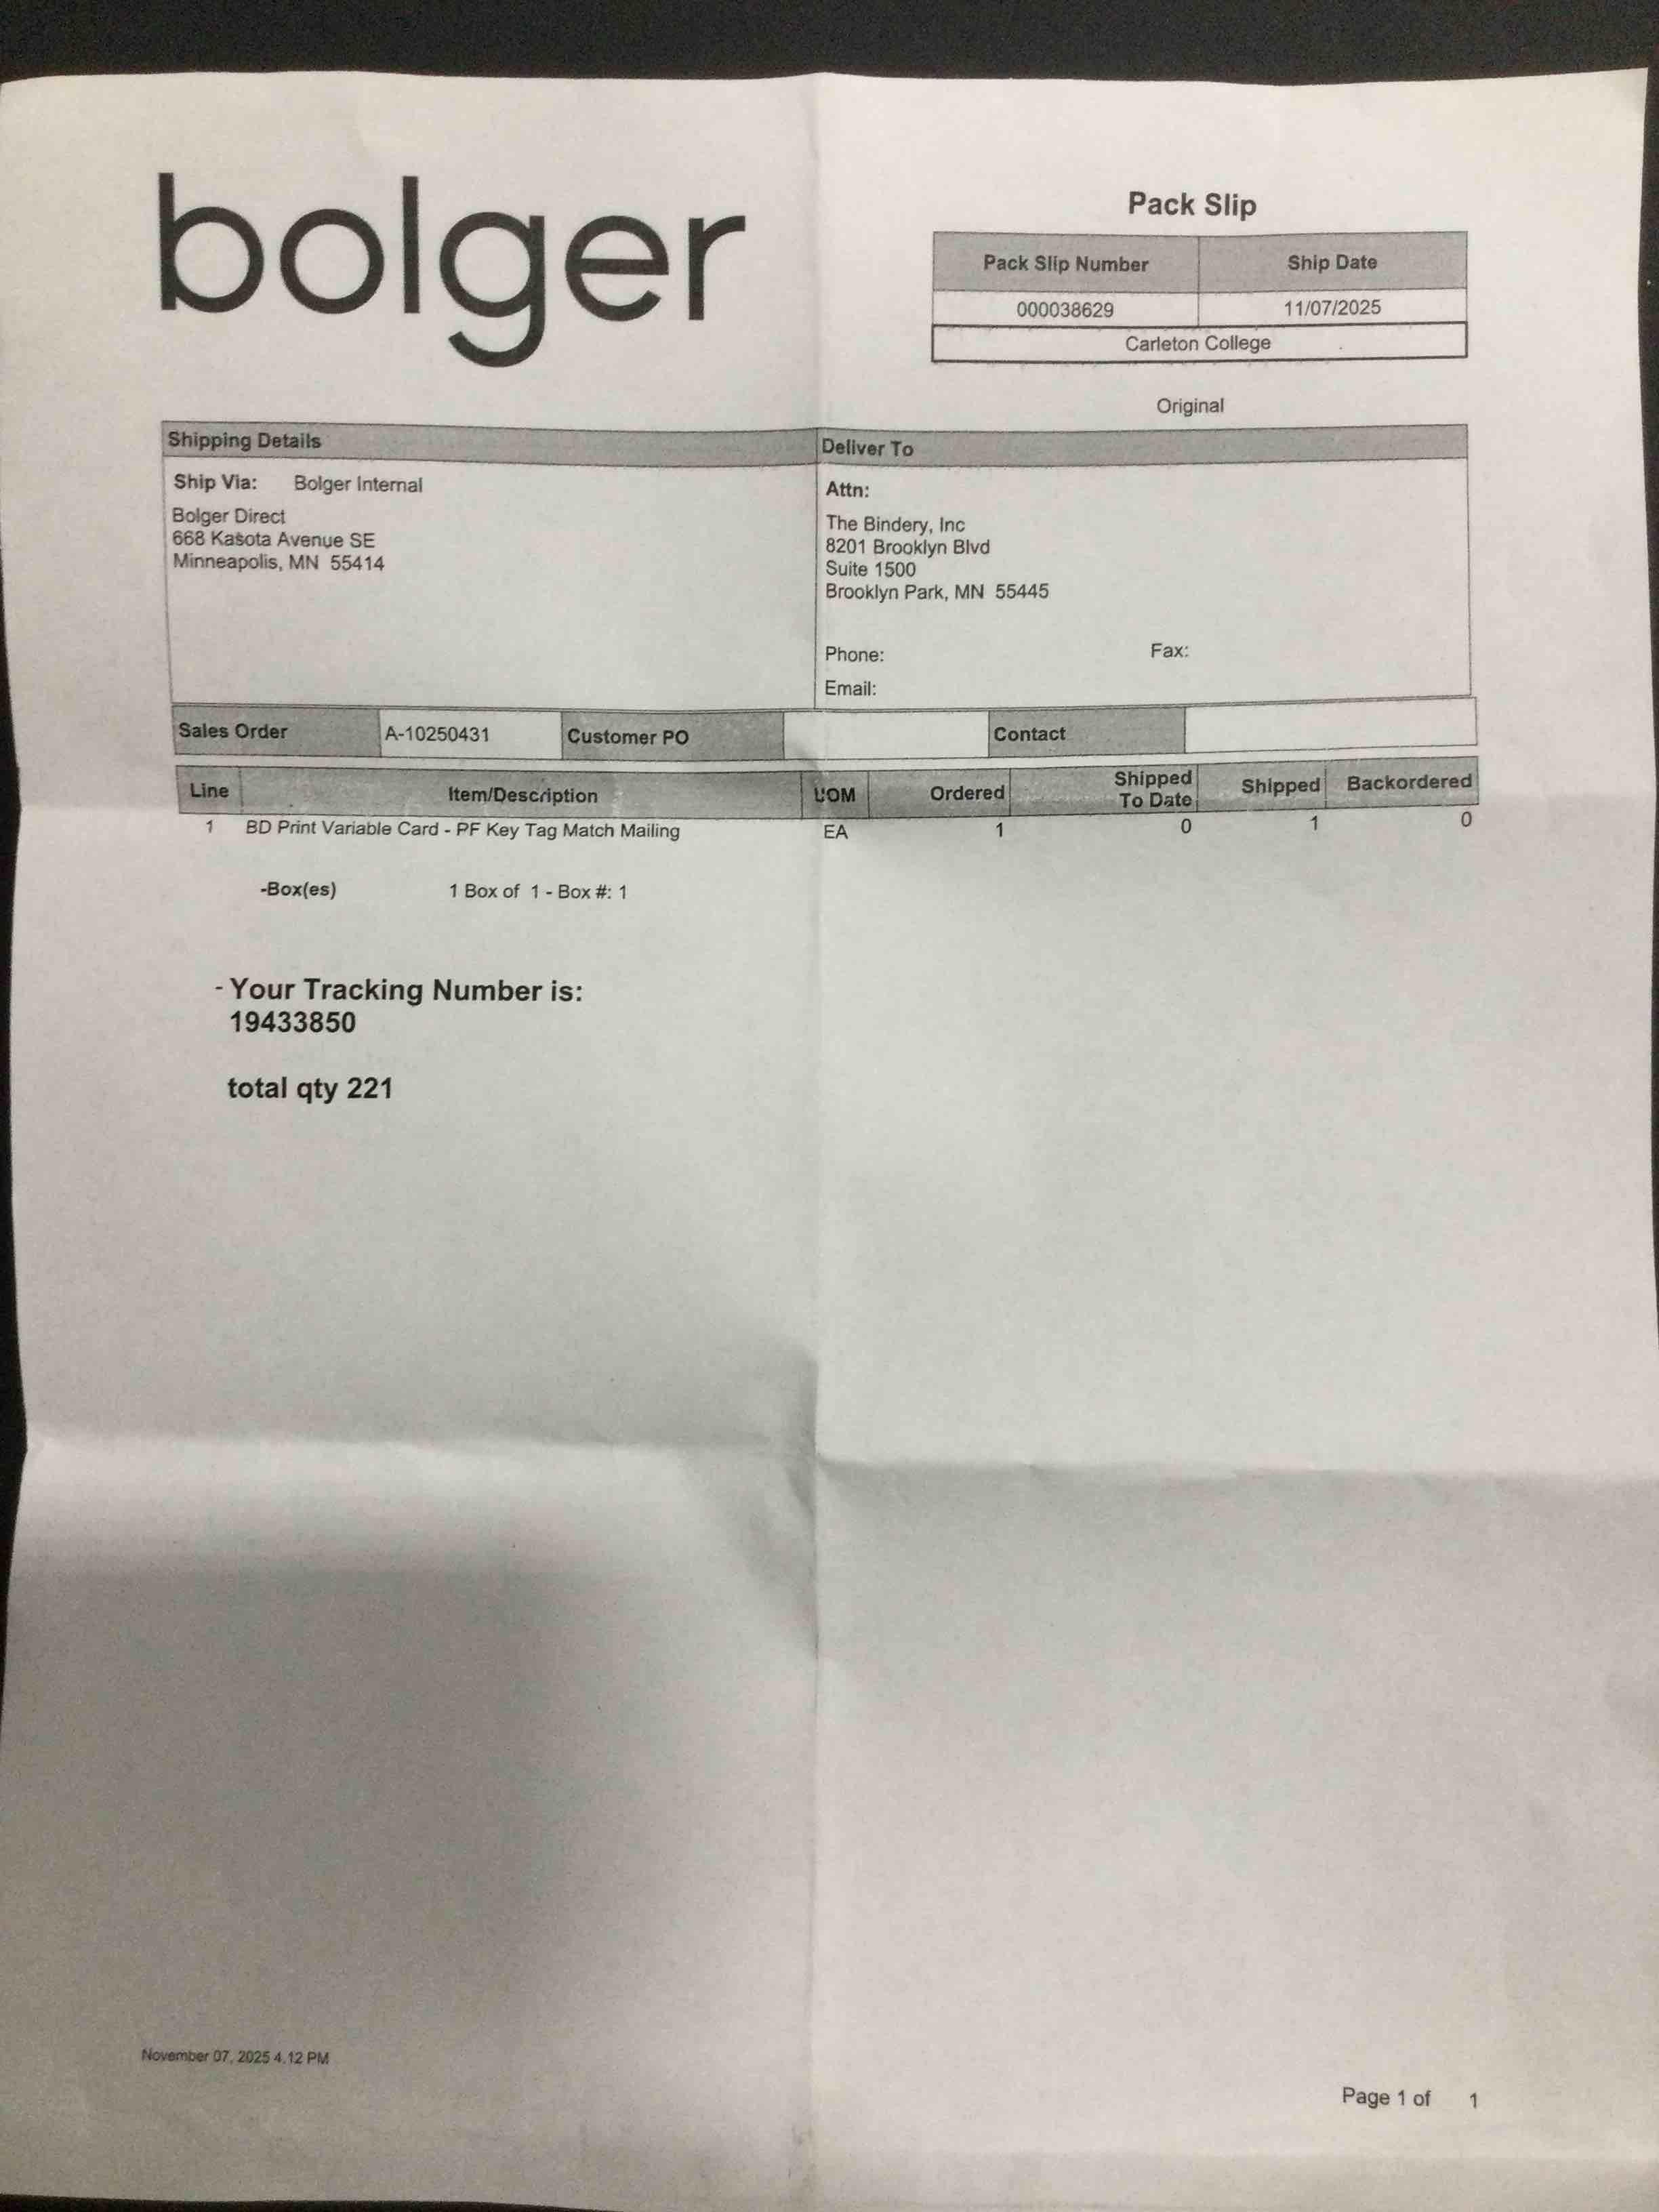 bolger
Pack Slip
Pack Slip Number Ship Date
000038629 11/07/2025
Carleton College
Original
Shipping Details
Ship Via: Bolger Internal
Bolger Direct
668 Kasota Avenue SE
Minneapolis, MN 55414
Deliver To
Attn:
The Bindery, Inc
8201 Brooklyn Blvd
Suite 1500
Brooklyn Park, MN 55445
Phone: Fax:
Email:
Sales Order A-10250431 Customer PO Contact
Line Item/Description UOM Ordered Shipped To Date Shipped Backordered
1 BD Print Variable Card - PF Key Tag Match Mailing EA 1 0 1 0
-Box(es) 1 Box of 1 - Box #: 1
- Your Tracking Number is:
19433850
total qty 221
November 07, 2025 4.12 PM
Page 1 of 1